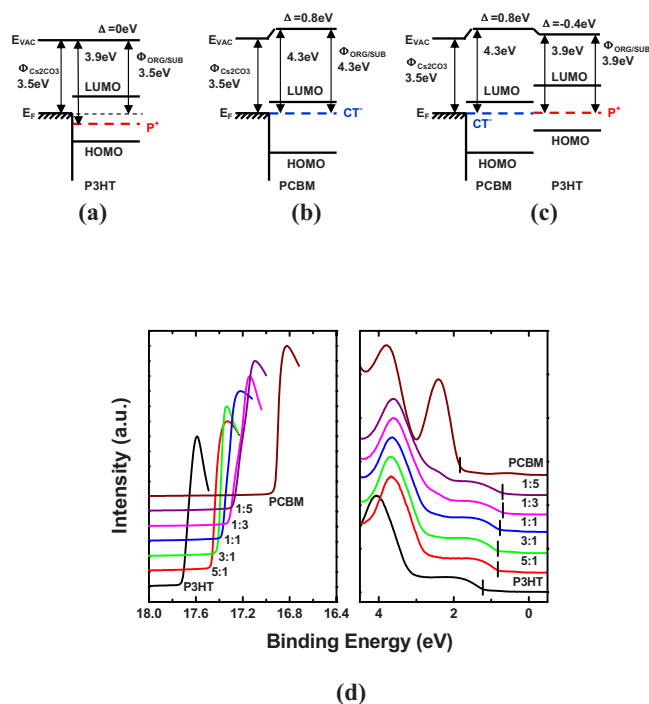 Δ = 0eV
E_VAC
3.9eV
Φ_Cs2CO3
3.5eV
Φ_ORG/SUB
3.5eV
LUMO
E_F
P+
HOMO
P3HT
(a)
Δ = 0.8eV
E_VAC
4.3eV
Φ_Cs2CO3
3.5eV
Φ_ORG/SUB
4.3eV
LUMO
E_F
CT-
HOMO
PCBM
(b)
Δ = 0.8eV
Δ = -0.4eV
E_VAC
4.3eV
3.9eV
Φ_Cs2CO3
3.5eV
Φ_ORG/SUB
3.9eV
LUMO
LUMO
E_F
CT-
P+
HOMO
HOMO
PCBM
P3HT
(c)
Intensity (a.u.)
PCBM
1:5
1:3
1:1
3:1
5:1
P3HT
18.0 17.6 17.2 16.8 16.4
PCBM
1:5
1:3
1:1
3:1
5:1
P3HT
4 2 0
Binding Energy (eV)
(d)